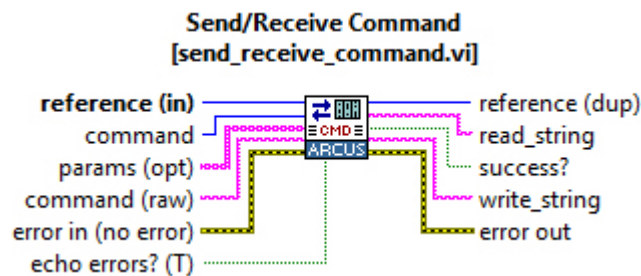 Send/Receive Command
[send_receive_command.vi]
reference (in)
command
params (opt)
command (raw)
error in (no error)
echo errors? (T)
CMD
ARCUS
reference (dup)
read_string
success?
write_string
error out